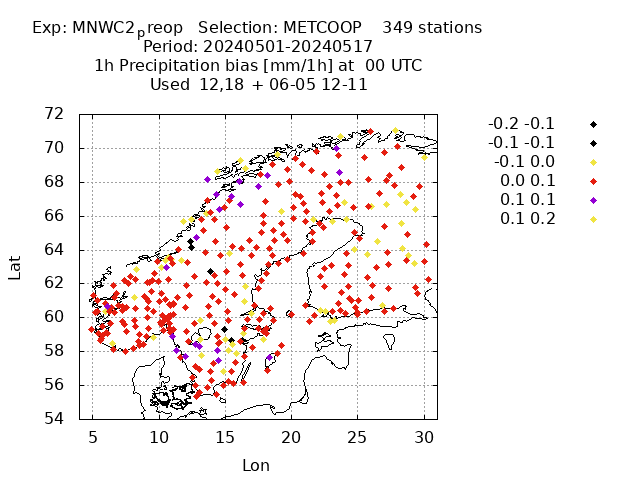 Exp: MNWC2preop   Selection: METCOOP    349 stations
Period: 20240501-20240517
1h Precipitation bias [mm/1h] at  00 UTC
Used  12,18  + 06-05 12-11
72
70
68
66
64
62
60
58
56
54
Lat
5 10 15 20 25 30
Lon
-0.2 -0.1
-0.1 -0.1
-0.1 0.0
0.0 0.1
0.1 0.1
0.1 0.2